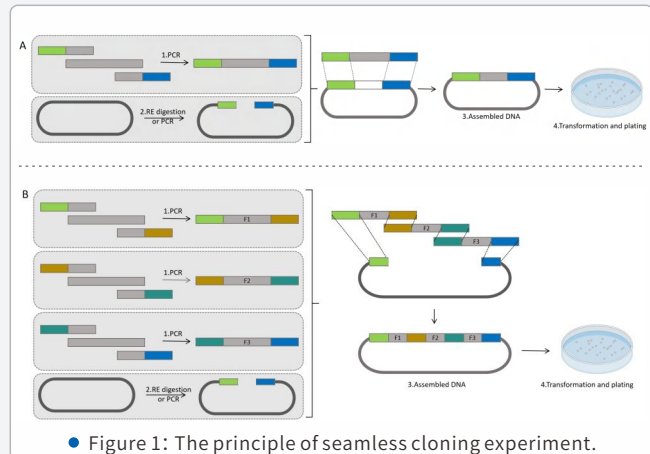 A
1.PCR
2.RE digestion
or PCR
3.Assembled DNA
4.Transformation and plating
B
1.PCR
F1
1.PCR
F2
1.PCR
F3
2.RE digestion
or PCR
F1
F2
F3
F1
F2
F3
3.Assembled DNA
4.Transformation and plating
• Figure 1: The principle of seamless cloning experiment.